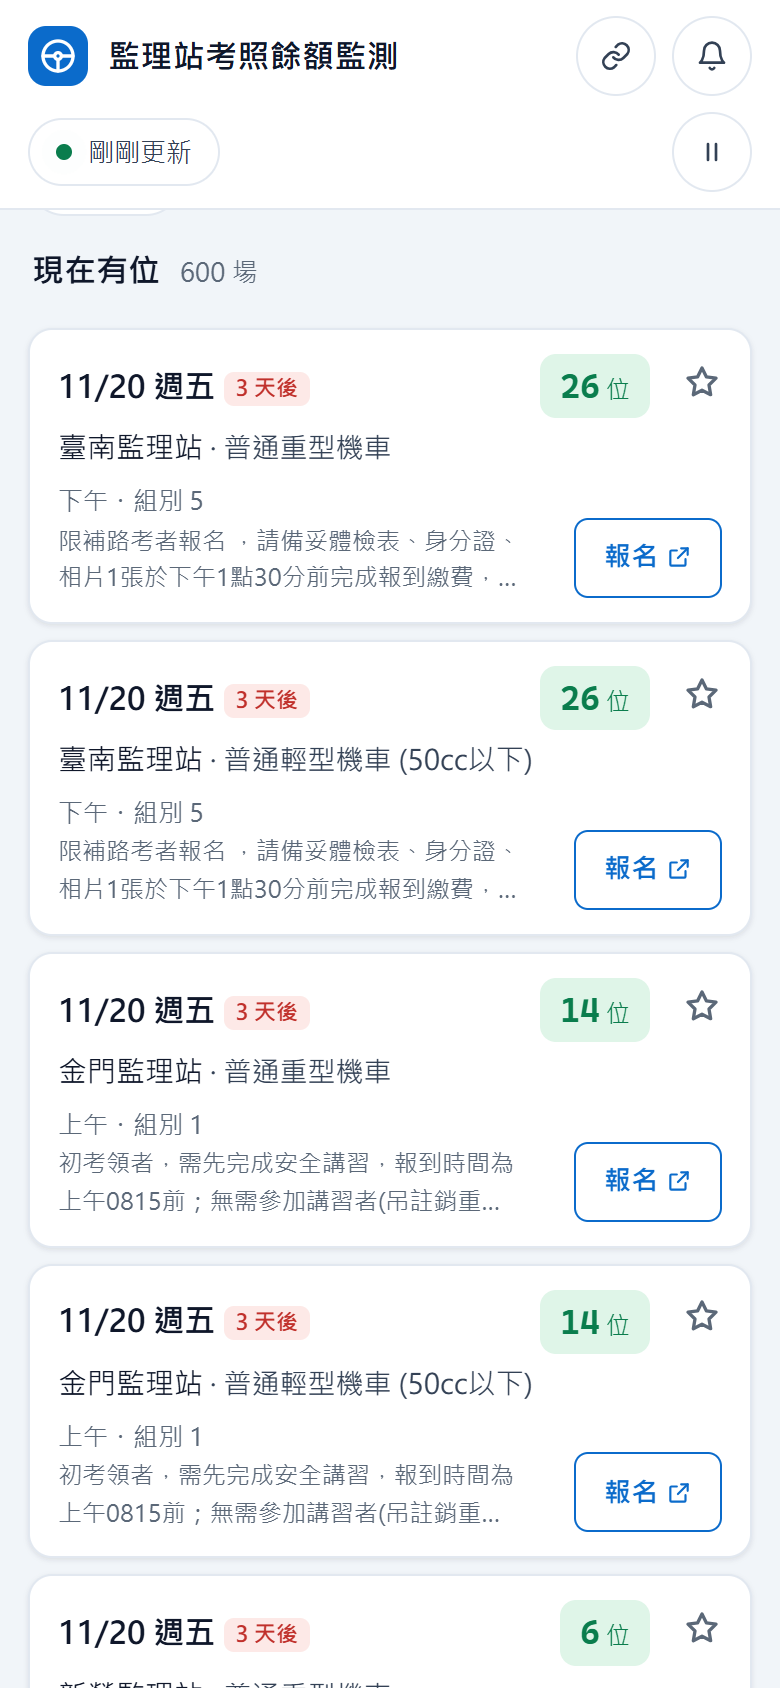 監理站考照餘額監測
剛剛更新
現在有位 600 場
11/20 週五 3 天後 26 位
臺南監理站 · 普通重型機車
下午 · 組別 5
限補路考者報名 ，請備妥體檢表、身分證、
相片1張於下午1點30分前完成報到繳費，...
報名
11/20 週五 3 天後 26 位
臺南監理站 · 普通輕型機車 (50cc以下)
下午 · 組別 5
限補路考者報名 ，請備妥體檢表、身分證、
相片1張於下午1點30分前完成報到繳費，...
報名
11/20 週五 3 天後 14 位
金門監理站 · 普通重型機車
上午 · 組別 1
初考領者，需先完成安全講習，報到時間為
上午0815前；無需參加講習者(吊註銷重...
報名
11/20 週五 3 天後 14 位
金門監理站 · 普通輕型機車 (50cc以下)
上午 · 組別 1
初考領者，需先完成安全講習，報到時間為
上午0815前；無需參加講習者(吊註銷重...
報名
11/20 週五 3 天後 6 位